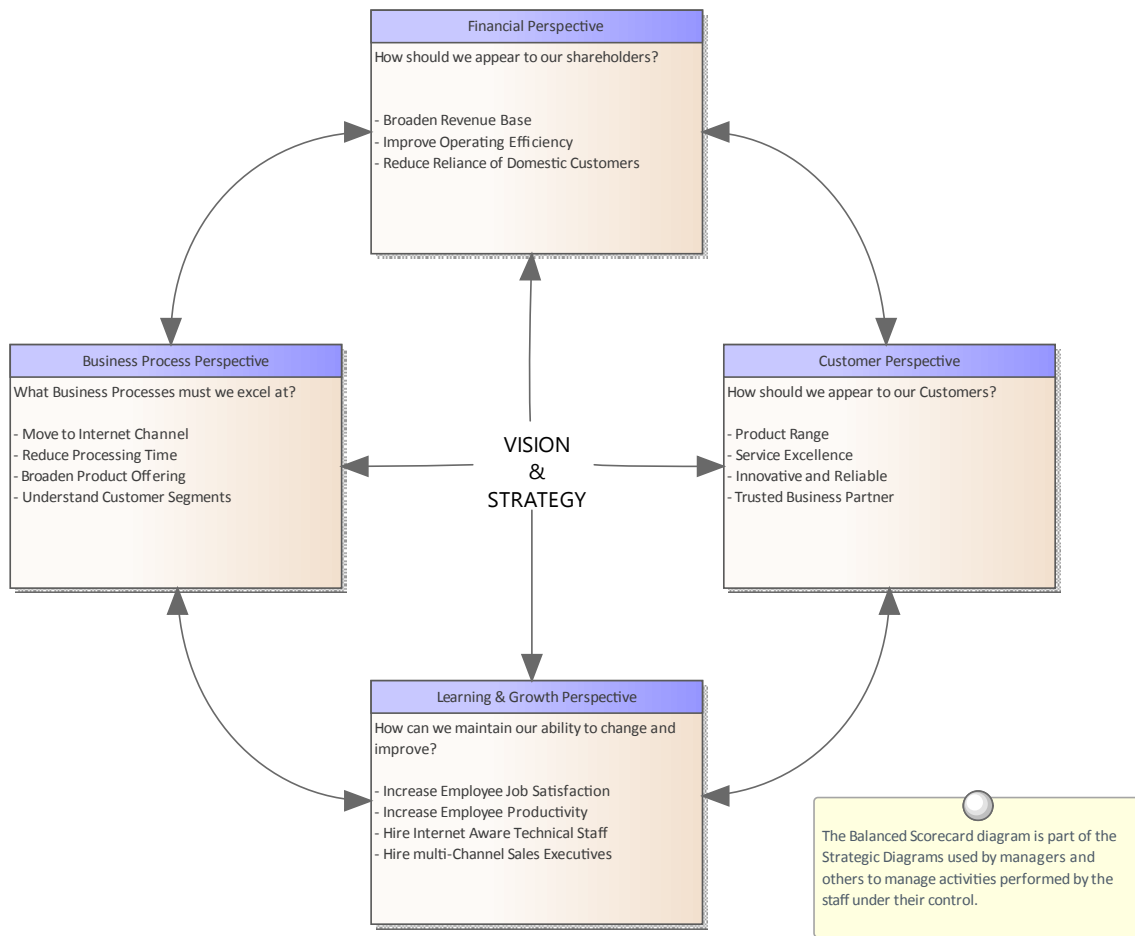 Financial Perspective
How should we appear to our shareholders?
- Broaden Revenue Base
- Improve Operating Efficiency
- Reduce Reliance of Domestic Customers
Business Process Perspective
What Business Processes must we excel at?
- Move to Internet Channel
- Reduce Processing Time
- Broaden Product Offering
- Understand Customer Segments
VISION
&
STRATEGY
Customer Perspective
How should we appear to our Customers?
- Product Range
- Service Excellence
- Innovative and Reliable
- Trusted Business Partner
Learning & Growth Perspective
How can we maintain our ability to change and
improve?
- Increase Employee Job Satisfaction
- Increase Employee Productivity
- Hire Internet Aware Technical Staff
- Hire multi-Channel Sales Executives
The Balanced Scorecard diagram is part of the
Strategic Diagrams used by managers and
others to manage activities performed by the
staff under their control.